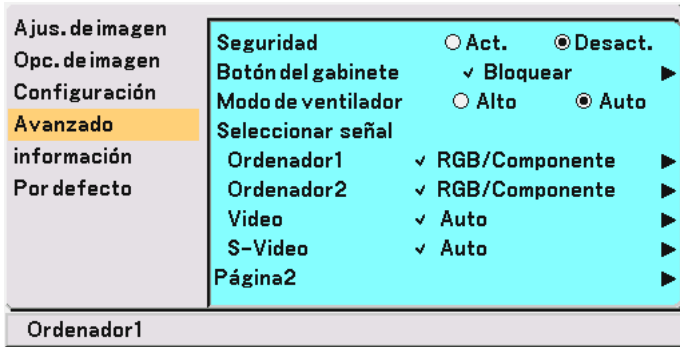 Ajus. de imagen
Opc. de imagen
Configuración
Avanzado
información
Por defecto
Seguridad Act. Desact.
Botón del gabinete ✓ Bloquear ▶
Modo de ventilador Alto Auto
Seleccionar señal
Ordenador1 ✓ RGB/Componente ▶
Ordenador2 ✓ RGB/Componente ▶
Video ✓ Auto ▶
S-Video ✓ Auto ▶
Página2 ▶
Ordenador1